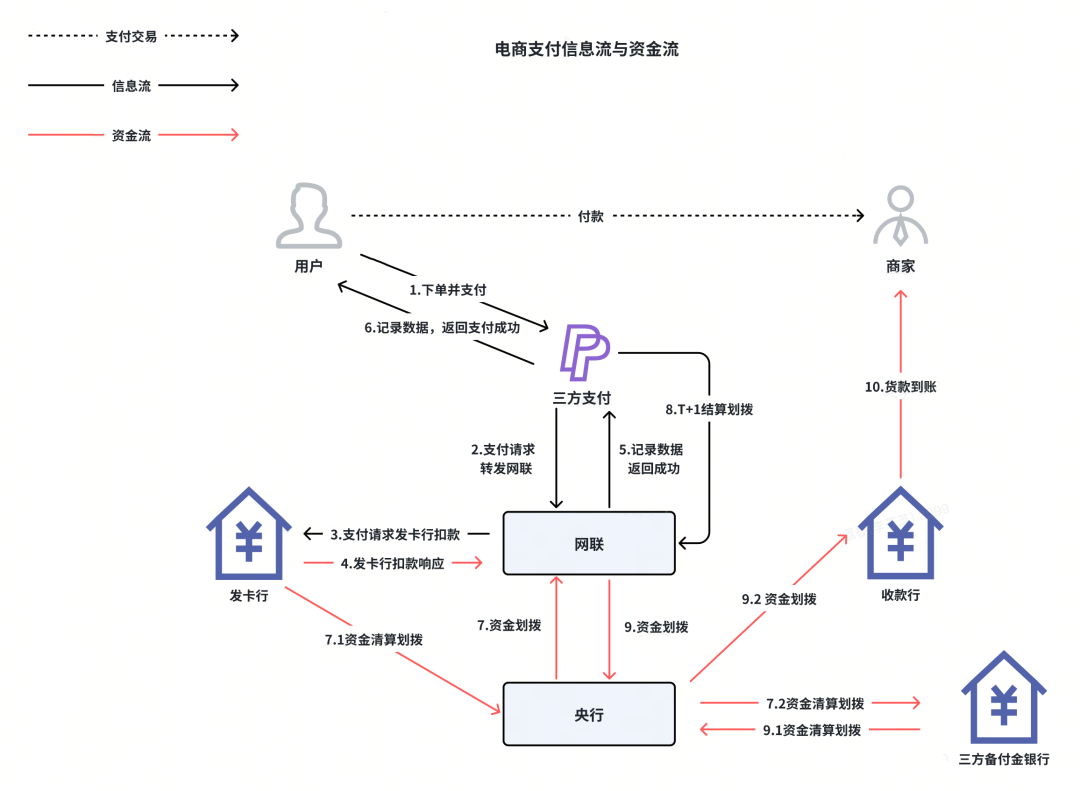 支付交易
电商支付信息流与资金流
信息流
资金流
付款
用户
商家
1.下单并支付
6.记录数据，返回支付成功
三方支付
10.货款到账
8.T+1结算划拨
2.支付请求
转发网联
5.记录数据
返回成功
3.支付请求发卡行扣款
网联
4.发卡行扣款响应
发卡行
收款行
9.2 资金划拨
7.资金划拨
9.资金划拨
7.1资金清算划拨
央行
7.2资金清算划拨
9.1资金清算划拨
三方备付金银行